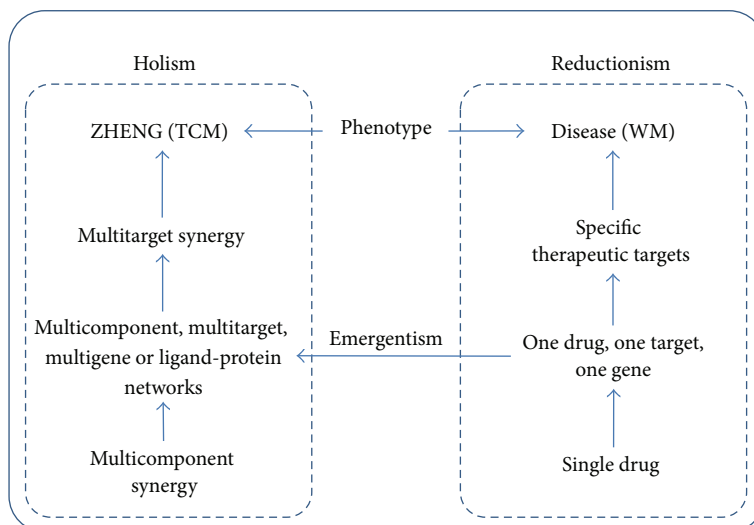 Holism
ZHENG (TCM)
Multitarget synergy
Multicomponent, multitarget,
multigene or ligand-protein
networks
Multicomponent
synergy
Phenotype
Emergentism
Reductionism
Disease (WM)
Specific
therapeutic targets
One drug, one target,
one gene
Single drug